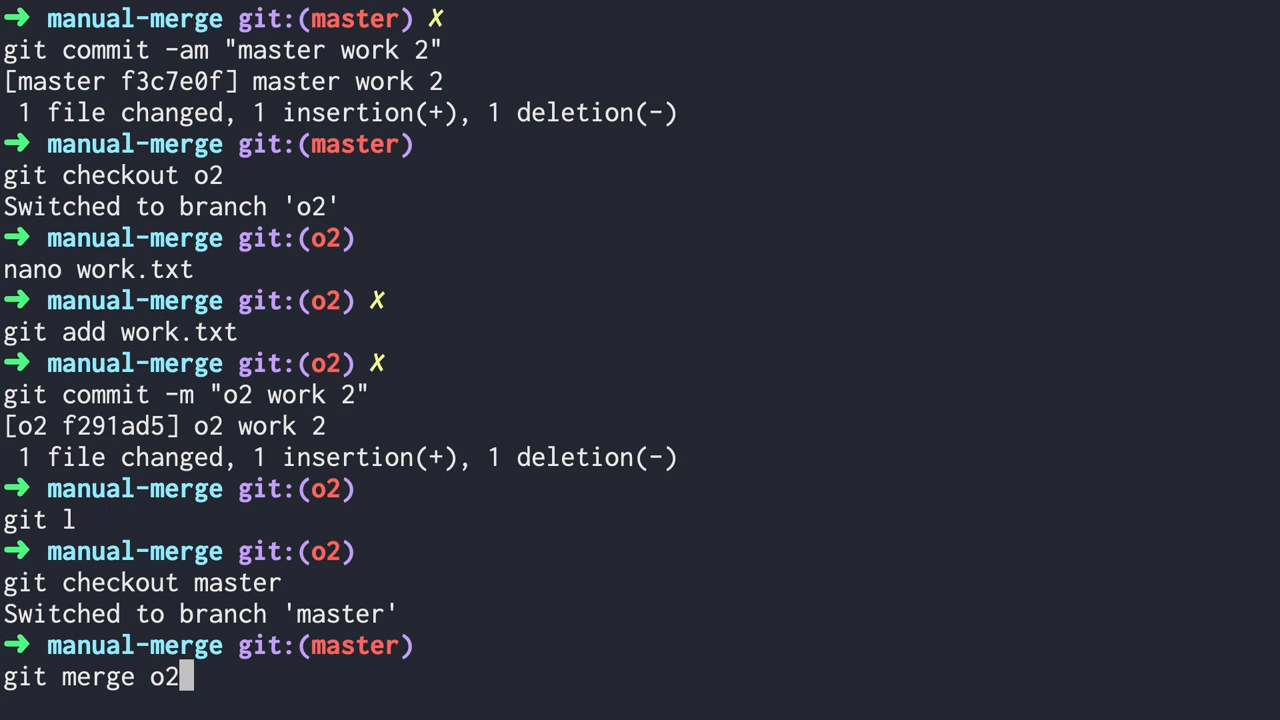 ➜ manual-merge git:(master) ✗
git commit -am "master work 2"
[master f3c7e0f] master work 2
 1 file changed, 1 insertion(+), 1 deletion(-)
➜ manual-merge git:(master)
git checkout o2
Switched to branch 'o2'
➜ manual-merge git:(o2)
nano work.txt
➜ manual-merge git:(o2) ✗
git add work.txt
➜ manual-merge git:(o2) ✗
git commit -m "o2 work 2"
[o2 f291ad5] o2 work 2
 1 file changed, 1 insertion(+), 1 deletion(-)
➜ manual-merge git:(o2)
git l
➜ manual-merge git:(o2)
git checkout master
Switched to branch 'master'
➜ manual-merge git:(master)
git merge o2